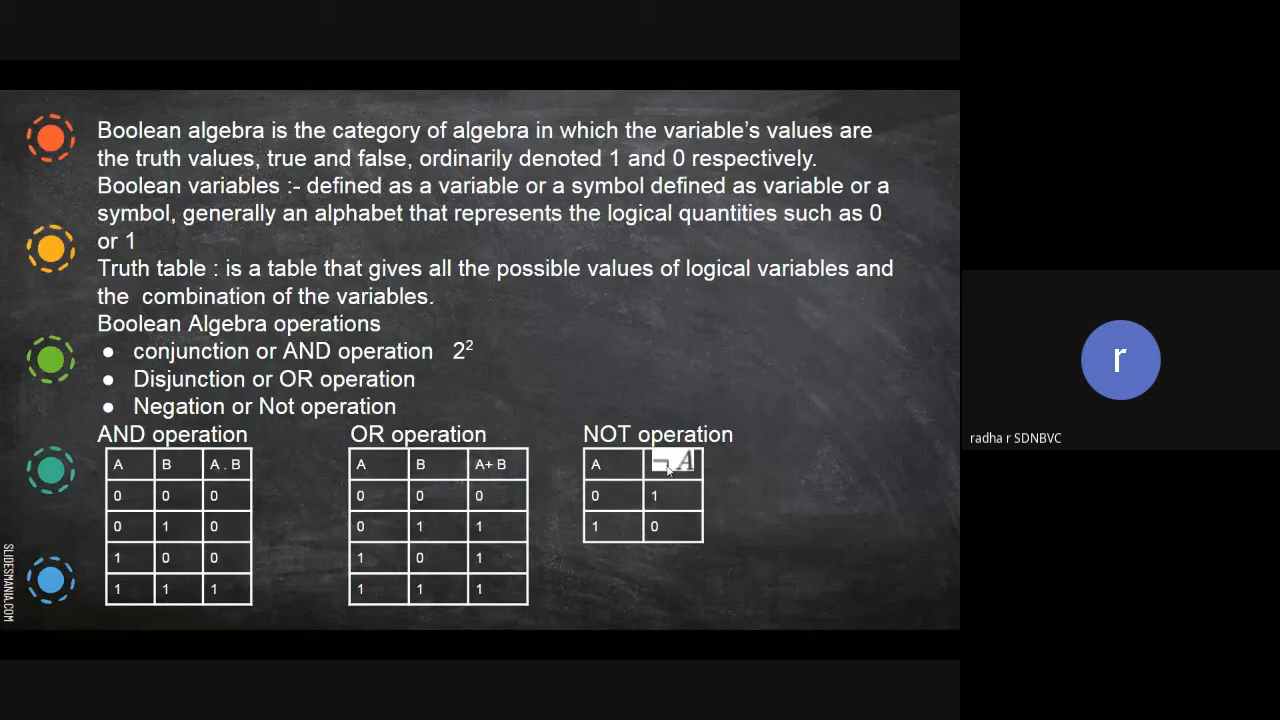 Boolean algebra is the category of algebra in which the variable's values are
the truth values, true and false, ordinarily denoted 1 and 0 respectively.
Boolean variables :- defined as a variable or a symbol defined as variable or a
symbol, generally an alphabet that represents the logical quantities such as 0
or 1
Truth table : is a table that gives all the possible values of logical variables and
the combination of the variables.
Boolean Algebra operations
● conjunction or AND operation 2²
● Disjunction or OR operation
● Negation or Not operation
AND operation
A B A . B
0 0 0
0 1 0
1 0 0
1 1 1
OR operation
A B A+ B
0 0 0
0 1 1
1 0 1
1 1 1
NOT operation
A ¬A
0 1
1 0
SLIDESMANIA.COM
r
radha r SDNBVC